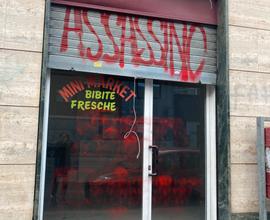 ASSASSINO
MINI MARKET
BIBITE
FRESCHE